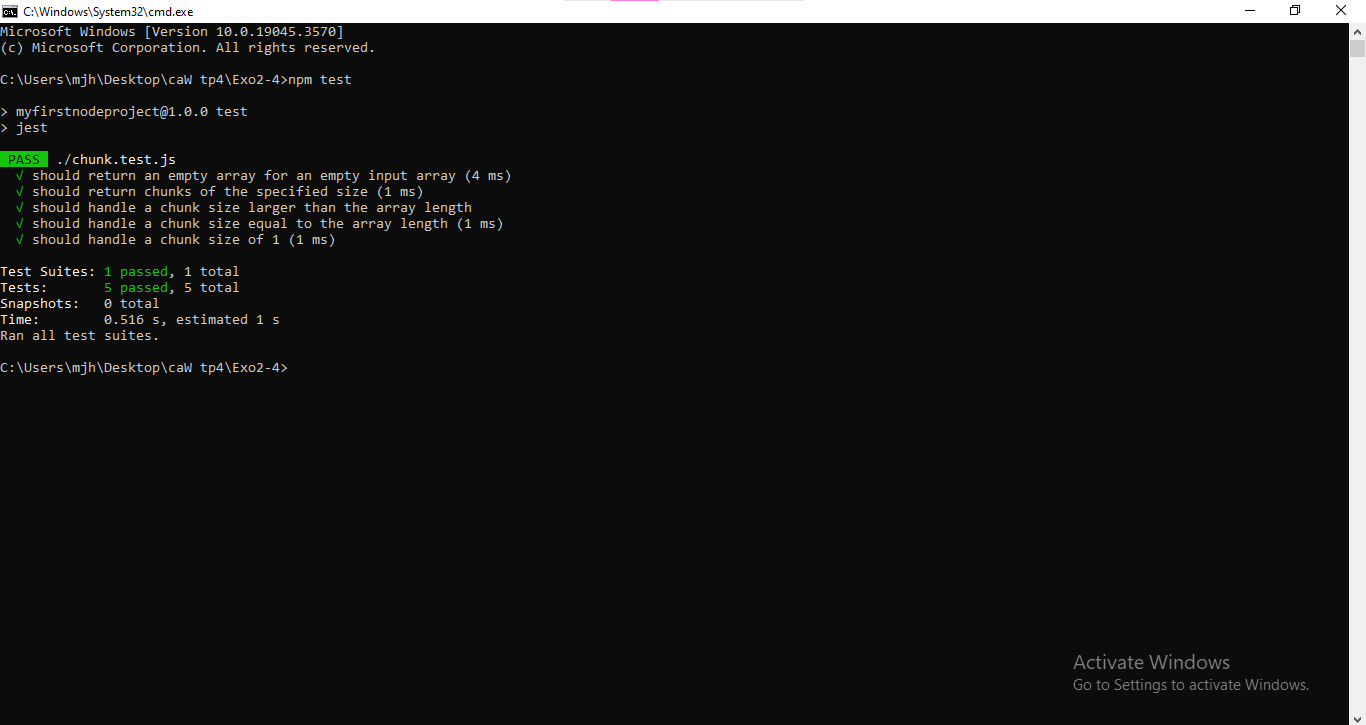 C:\Windows\System32\cmd.exe
Microsoft Windows [Version 10.0.19045.3570]
(c) Microsoft Corporation. All rights reserved.
C:\Users\mjh\Desktop\caW tp4\Exo2-4>npm test
> myfirstnodeproject@1.0.0 test
> jest
PASS ./chunk.test.js
√ should return an empty array for an empty input array (4 ms)
√ should return chunks of the specified size (1 ms)
√ should handle a chunk size larger than the array length
√ should handle a chunk size equal to the array length (1 ms)
√ should handle a chunk size of 1 (1 ms)
Test Suites: 1 passed, 1 total
Tests: 5 passed, 5 total
Snapshots: 0 total
Time: 0.516 s, estimated 1 s
Ran all test suites.
C:\Users\mjh\Desktop\caW tp4\Exo2-4>
Activate Windows
Go to Settings to activate Windows.